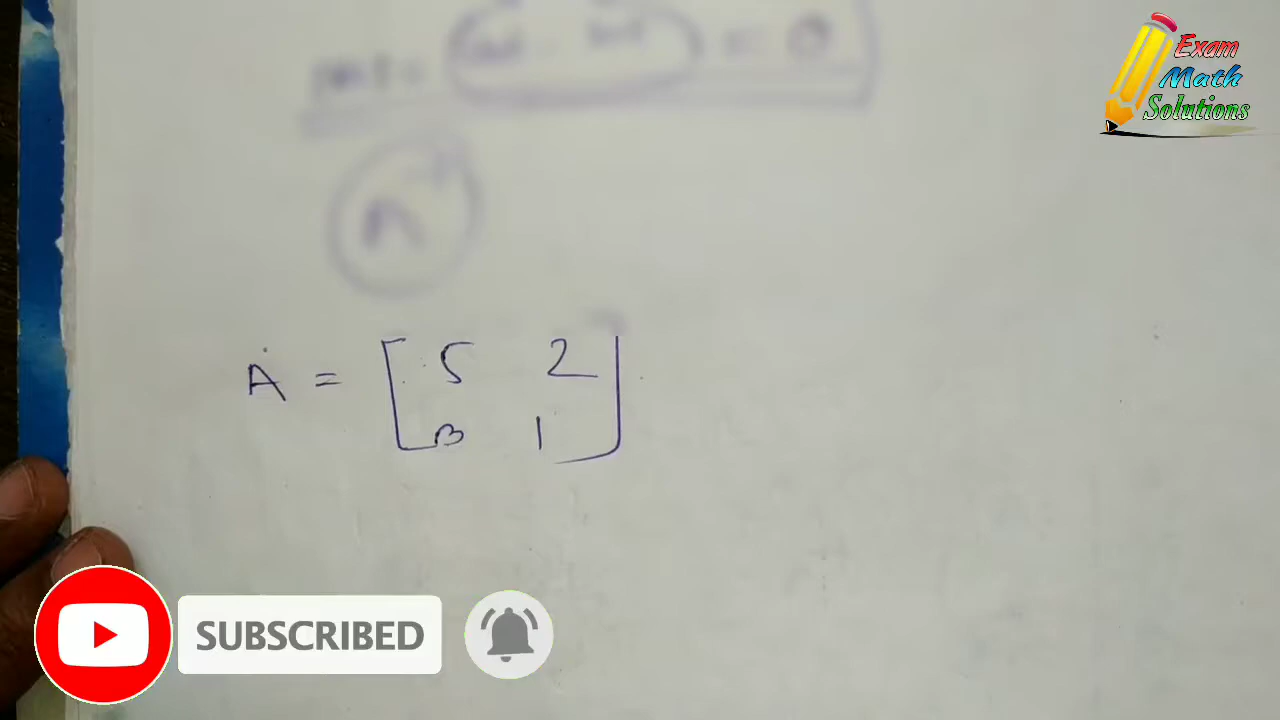 Exam
Math
Solutions
A = [ 5 2
3 1 ]
SUBSCRIBED